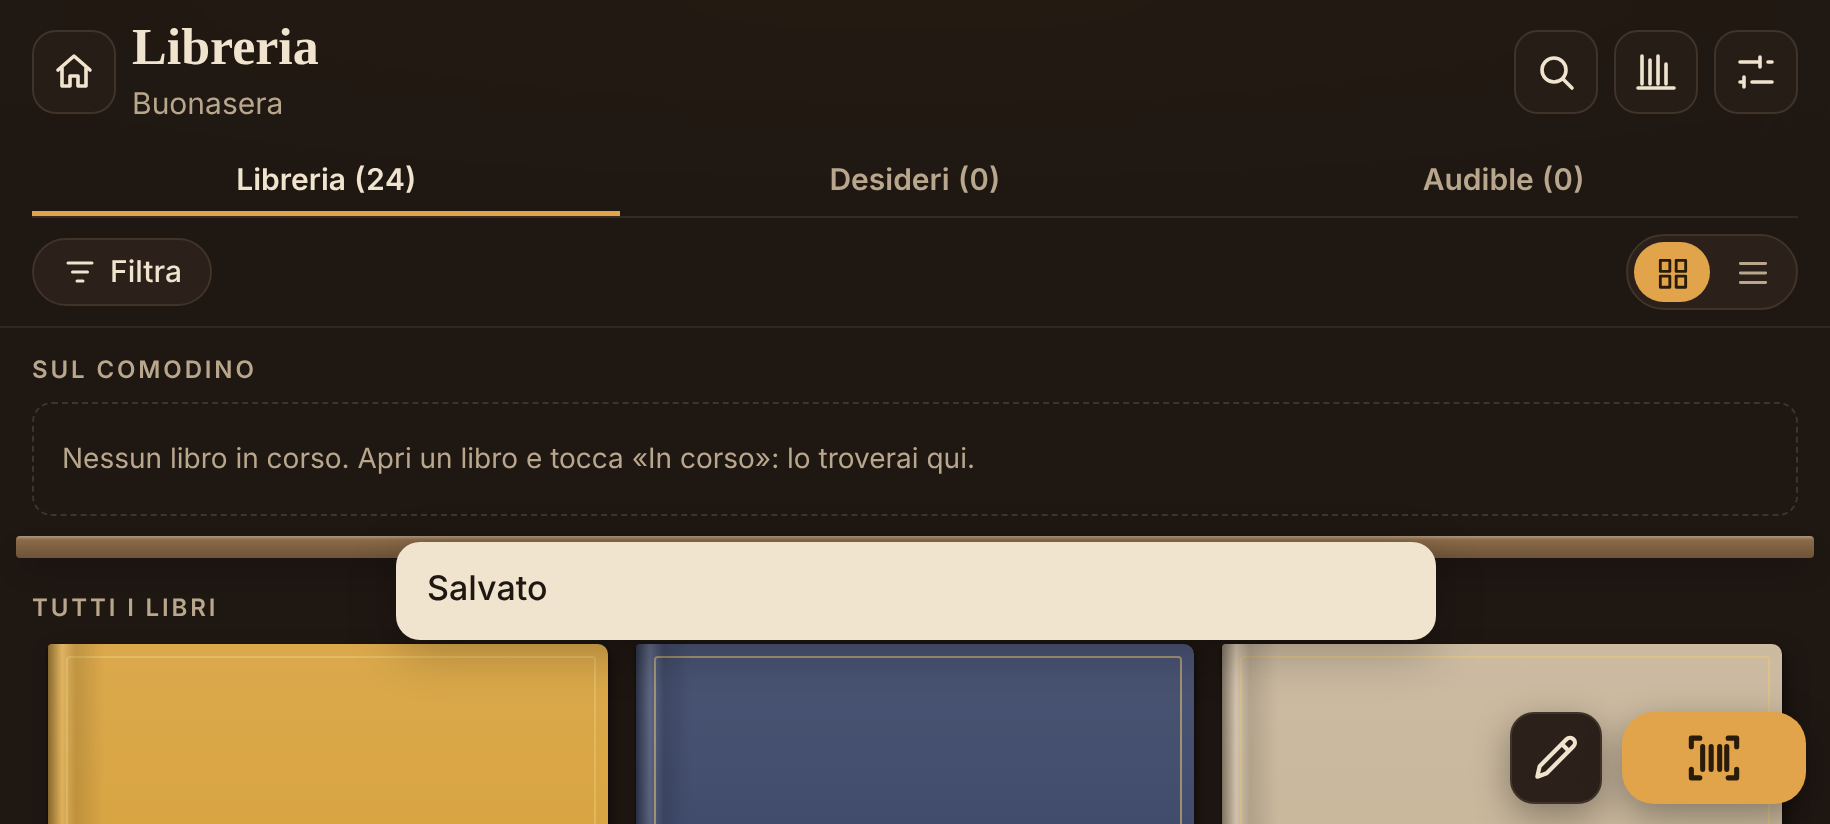 Libreria
Buonasera
Libreria (24)
Desideri (0)
Audible (0)
Filtra
SUL COMODINO
Nessun libro in corso. Apri un libro e tocca «In corso»: lo troverai qui.
Salvato
TUTTI I LIBRI